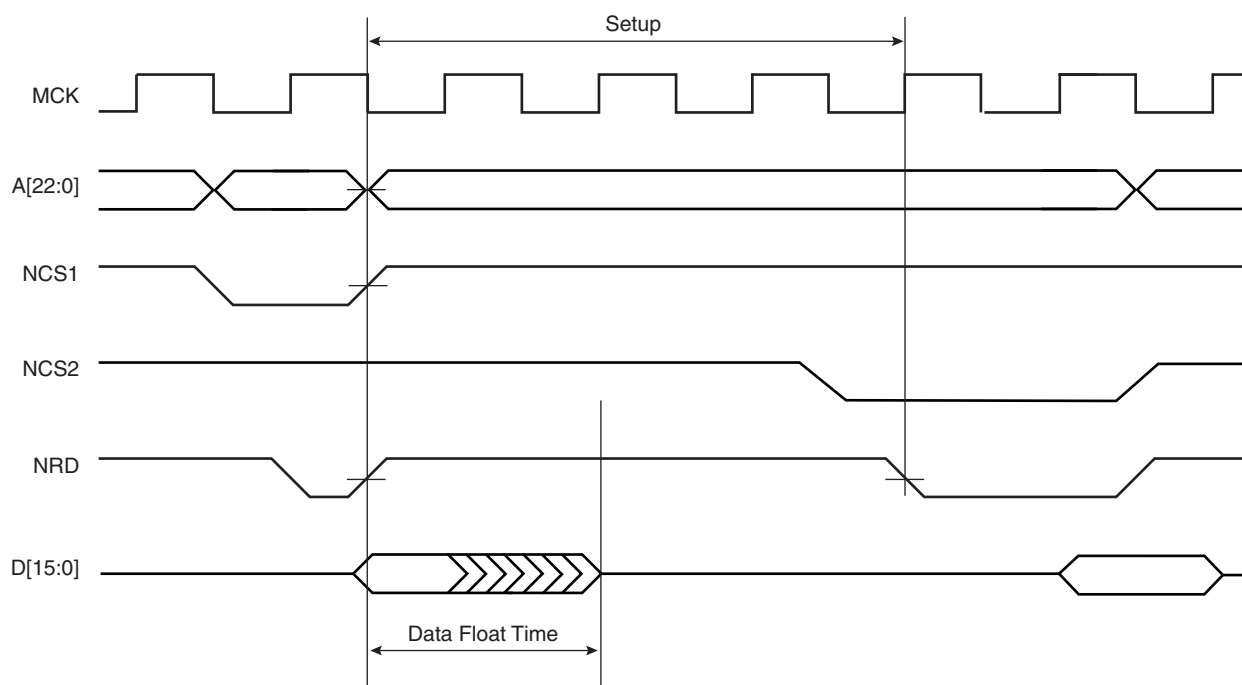 Setup
MCK
A[22:0]
NCS1
NCS2
NRD
D[15:0]
Data Float Time